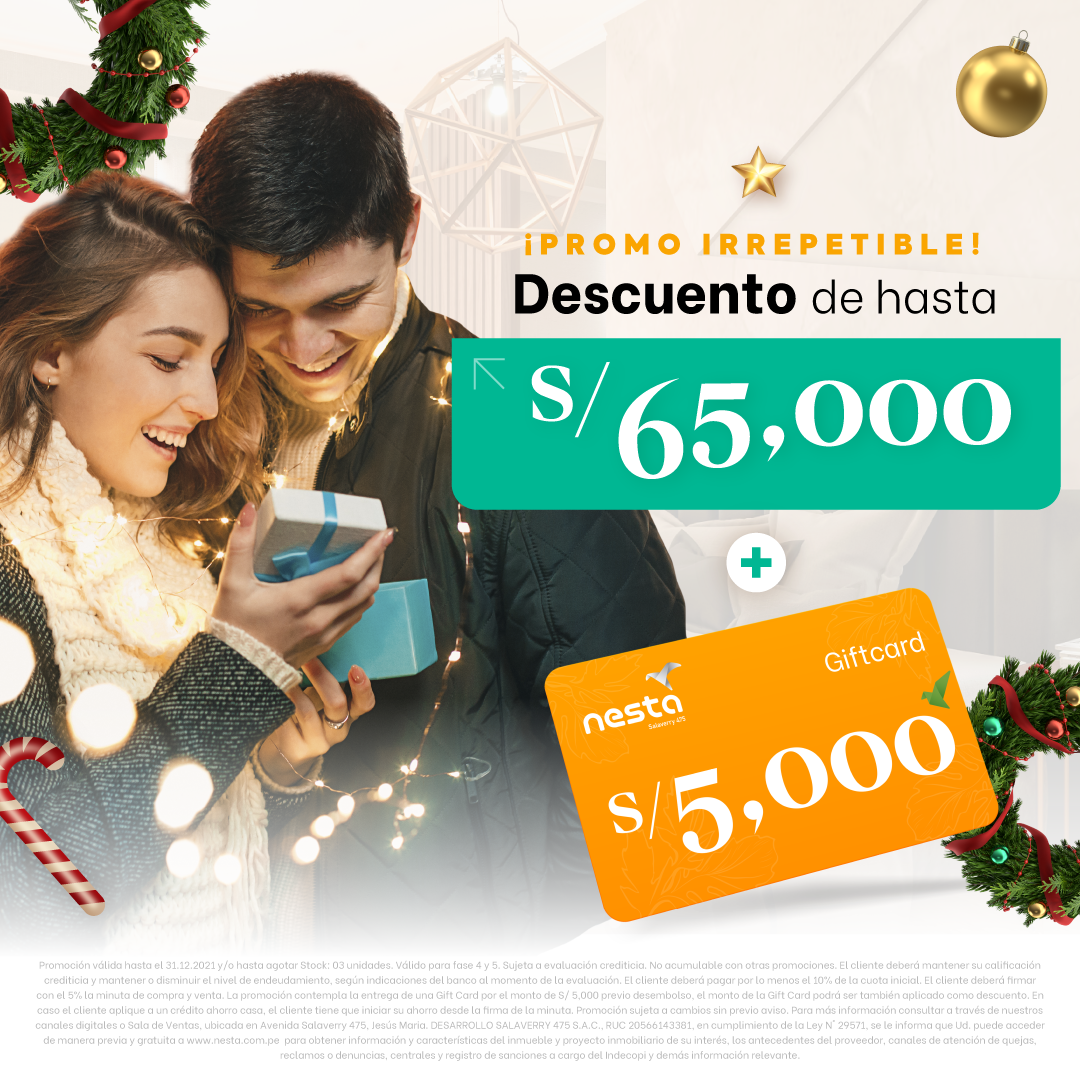 ¡PROMO IRREPETIBLE!
Descuento de hasta
S/65,000
+
Giftcard
nesta
Salaverry 475
S/5,000
Promoción válida hasta el 31.12.2021 y/o hasta agotar Stock: 03 unidades. Válido para fase 4 y 5. Sujeta a evaluación crediticia. No acumulable con otras promociones. El cliente deberá mantener su calificación
crediticia y mantener o disminuir el nivel de endeudamiento, según indicaciones del banco al momento de la evaluación. El cliente deberá pagar por lo menos el 10% de la cuota inicial. El cliente deberá firmar
con el 5% la minuta de compra y venta. La promoción contempla la entrega de una Gift Card por el monto de S/ 5,000 previo desembolso, el monto de la Gift Card podrá ser también aplicado como descuento. En
caso el cliente aplique a un crédito ahorro casa, el cliente tiene que iniciar su ahorro desde la firma de la minuta. Promoción sujeta a cambios sin previo aviso. Para más información consultar a través de nuestros
canales digitales o Sala de Ventas, ubicada en Avenida Salaverry 475, Jesús María. DESARROLLO SALAVERRY 475 S.A.C., RUC 20566143381, en cumplimiento de la Ley N° 29571, se le informa que Ud. puede acceder
de manera previa y gratuita a www.nesta.com.pe para obtener información y características del inmueble y proyecto inmobiliario de su interés, los antecedentes del proveedor, canales de atención de quejas,
reclamos o denuncias, centrales y registro de sanciones a cargo del Indecopi y demás información relevante.